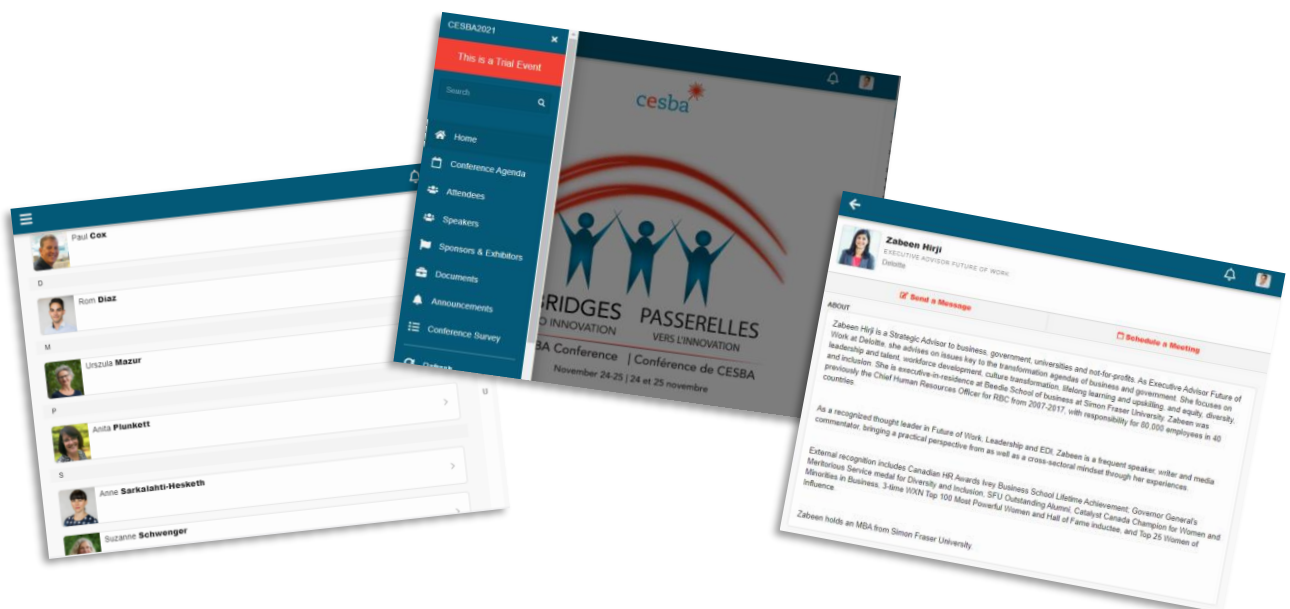 Paul Cox
D
Rom Diaz
M
Urszula Mazur
P
Anita Plunkett
S
Anne Sarkalahti-Hesketh
Suzanne Schwenger
U
CESBA2021
×
This is a Trial Event
Search
Home
Conference Agenda
Attendees
Speakers
Sponsors & Exhibitors
Documents
Announcements
Conference Survey
Refresh
cesba
RIDGES PASSERELLES
O INNOVATION VERS L'INNOVATION
BA Conference | Conférence de CESBA
November 24-25 | 24 et 25 novembre
Zabeen Hirji
EXECUTIVE ADVISOR FUTURE OF WORK
Deloitte
Send a Message
Schedule a Meeting
ABOUT
Zabeen Hirji is a Strategic Advisor to business, government, universities and not-for-profits. As Executive Advisor Future of
Work at Deloitte, she advises on issues key to the transformation agendas of business and government. She focuses on
leadership and talent, workforce development, culture transformation, lifelong learning and upskilling, and equity, diversity,
and inclusion. She is executive-in-residence at Beedie School of business at Simon Fraser University. Zabeen was
previously the Chief Human Resources Officer for RBC from 2007-2017, with responsibility for 80,000 employees in 40
countries.
As a recognized thought leader in Future of Work, Leadership and EDI, Zabeen is a frequent speaker, writer and media
commentator, bringing a practical perspective from as well as a cross-sectoral mindset through her experiences.
External recognition includes Canadian HR Awards Ivey Business School Lifetime Achievement, Governor General's
Meritorious Service medal for Diversity and Inclusion, SFU Outstanding Alumni, Catalyst Canada Champion for Women and
Minorities in Business, 3-time WXN Top 100 Most Powerful Women and Hall of Fame inductee, and Top 25 Women of
Influence.
Zabeen holds an MBA from Simon Fraser University.